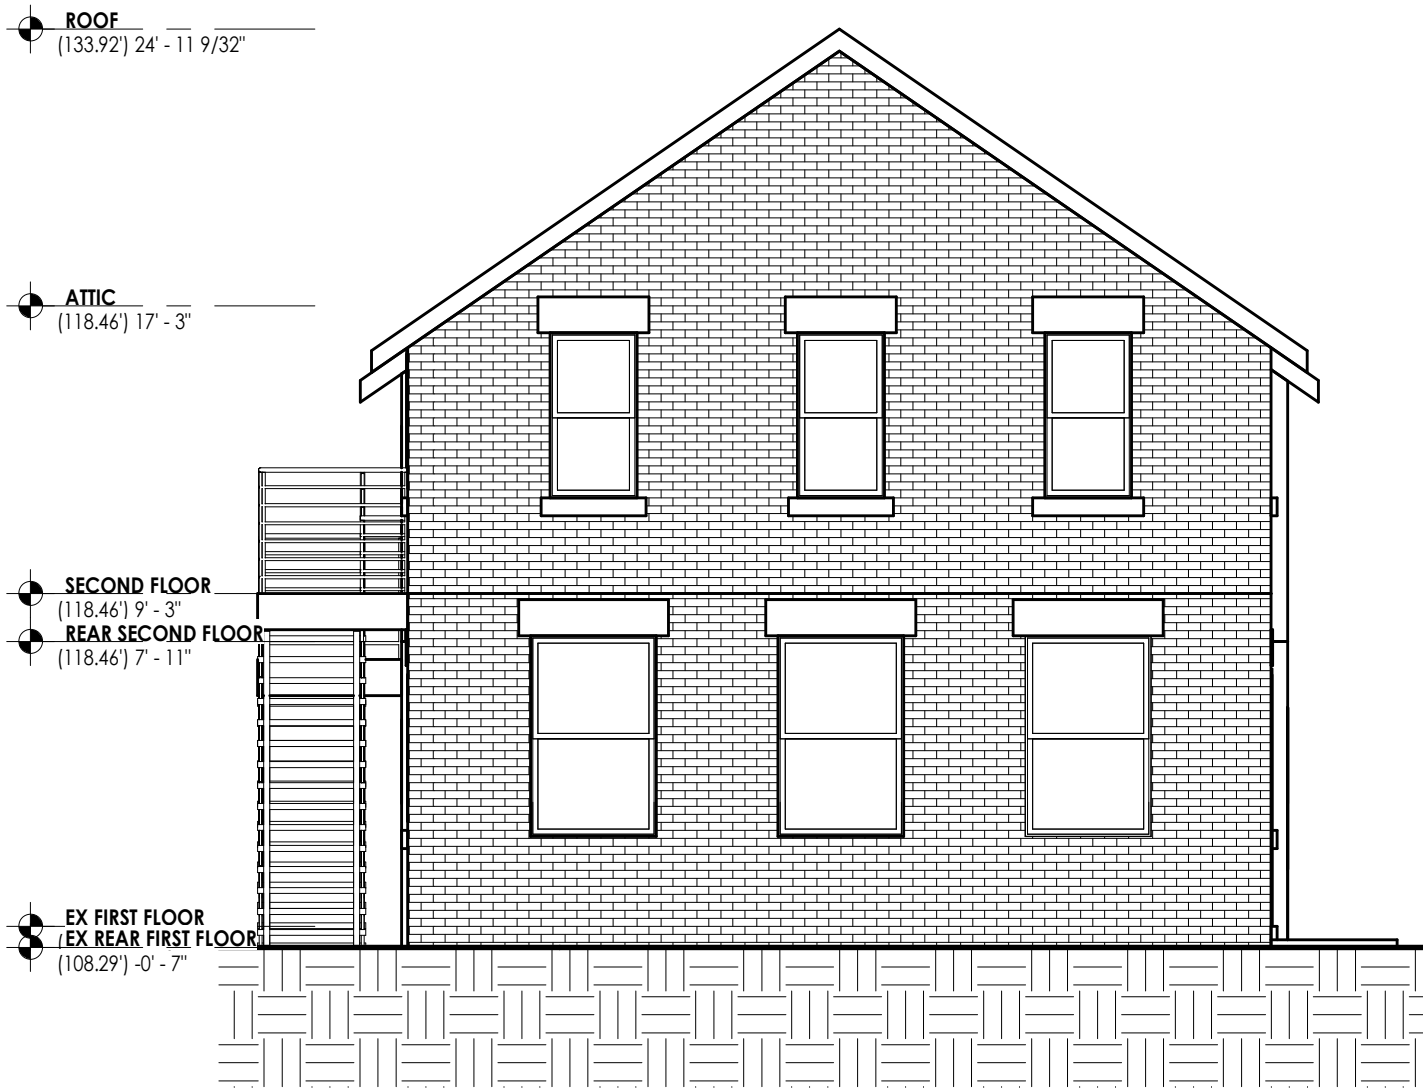 ROOF
(133.92') 24' - 11 9/32"
ATTIC
(118.46') 17' - 3"
SECOND FLOOR
(118.46') 9' - 3"
REAR SECOND FLOOR
(118.46') 7' - 11"
EX FIRST FLOOR
EX REAR FIRST FLOOR
(108.29') -0' - 7"